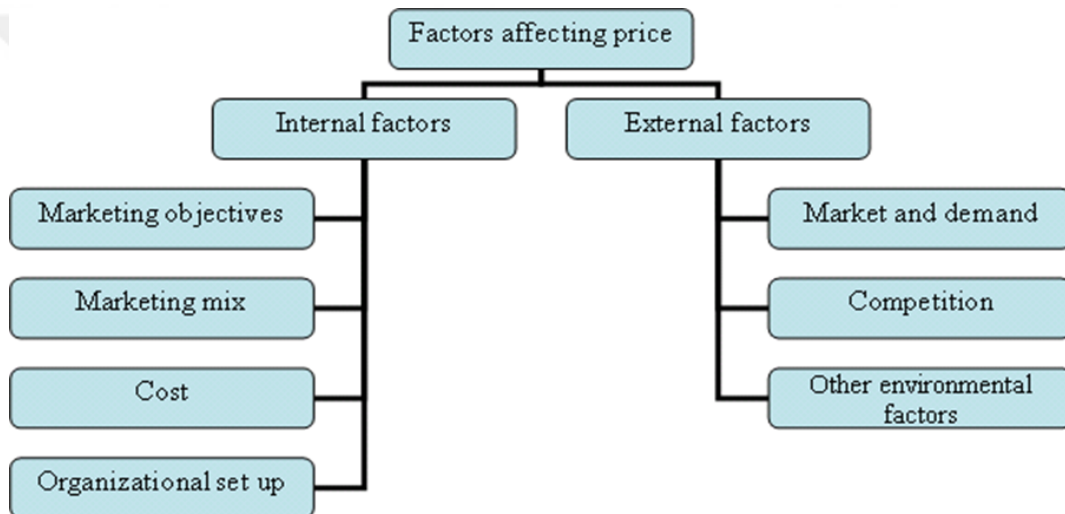 Factors affecting price
Internal factors
External factors
Marketing objectives
Market and demand
Marketing mix
Competition
Cost
Other environmental
factors
Organizational set up